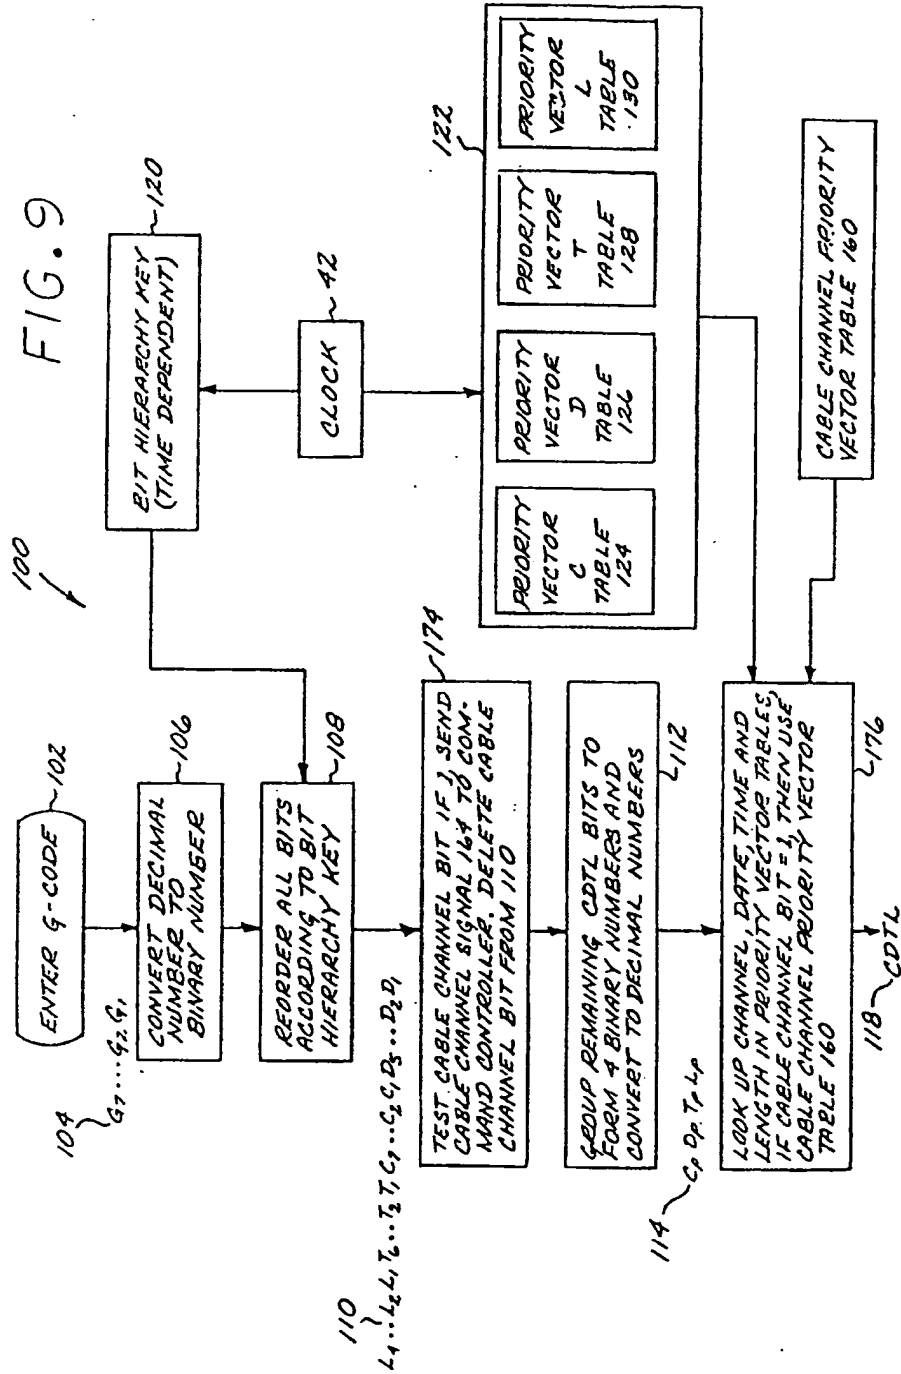 FIG. 9
100
ENTER G-CODE
102
104
G7 .... G2 G1
CONVERT DECIMAL
NUMBER TO
BINARY NUMBER
106
REORDER ALL BITS
ACCORDING TO BIT
HIERARCHY KEY
108
BIT HIERARCHY KEY
(TIME DEPENDENT)
120
CLOCK
42
110
L4 .. L2 L1 T6 .. T2 T1 C7 ... C2 C1 D5 .. D2 D1
TEST CABLE CHANNEL BIT IF 1, SEND
CABLE CHANNEL SIGNAL 164 TO COM-
MAND CONTROLLER. DELETE CABLE
CHANNEL BIT FROM 110
174
GROUP REMAINING CDTL BITS TO
FORM 4 BINARY NUMBERS AND
CONVERT TO DECIMAL NUMBERS
112
114
Cp Dp Tp Lp
122
PRIORITY
VECTOR
C
TABLE
124
PRIORITY
VECTOR
D
TABLE
126
PRIORITY
VECTOR
T
TABLE
128
PRIORITY
VECTOR
L
TABLE
130
CABLE CHANNEL PRIORITY
VECTOR TABLE 160
LOOK UP CHANNEL, DATE, TIME AND
LENGTH IN PRIORITY VECTOR TABLES,
IF CABLE CHANNEL BIT = 1, THEN USE
CABLE CHANNEL PRIORITY VECTOR
TABLE 160
176
118
CDTL